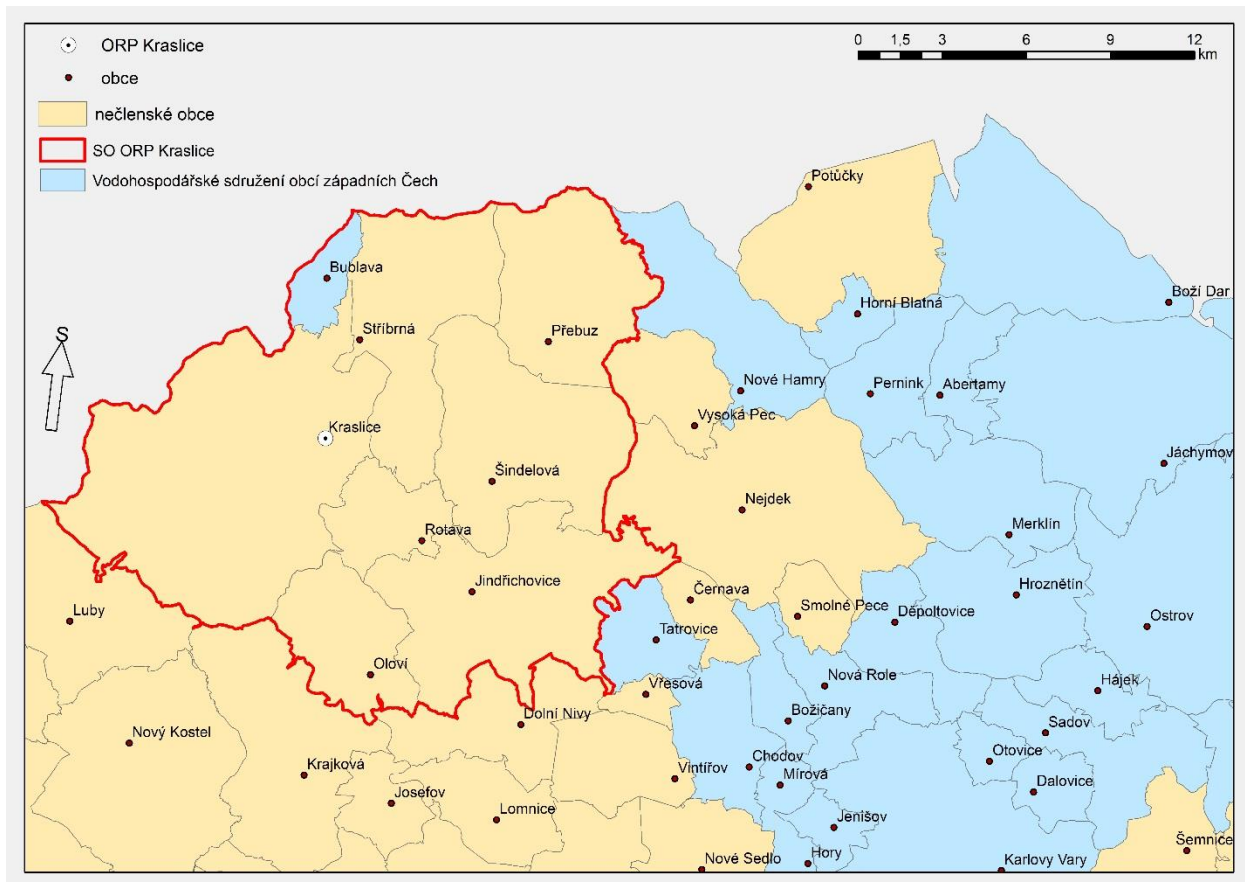 ORP Kraslice
obce
nečlenské obce
SO ORP Kraslice
Vodohospodářské sdružení obcí západních Čech
0 1,5 3 6 9 12
km
S
Potůčky
Bublava
Boží Dar
Horní Blatná
Stříbrná
Přebuz
Nové Hamry
Pernink
Abertamy
Vysoká Pec
Kraslice
Jáchymov
Šindelová
Nejdek
Merklín
Rotava
Jindřichovice
Černava
Hroznětín
Luby
Smolné Pece
Děpoltovice
Ostrov
Tatrovice
Oloví
Vřesová
Nová Role
Hájek
Dolní Nivy
Božičany
Sadov
Nový Kostel
Krajková
Vintířov
Chodov
Otovice
Mírová
Dalovice
Josefov
Lomnice
Jenišov
Šemnice
Nové Sedlo
Hory
Karlovy Vary